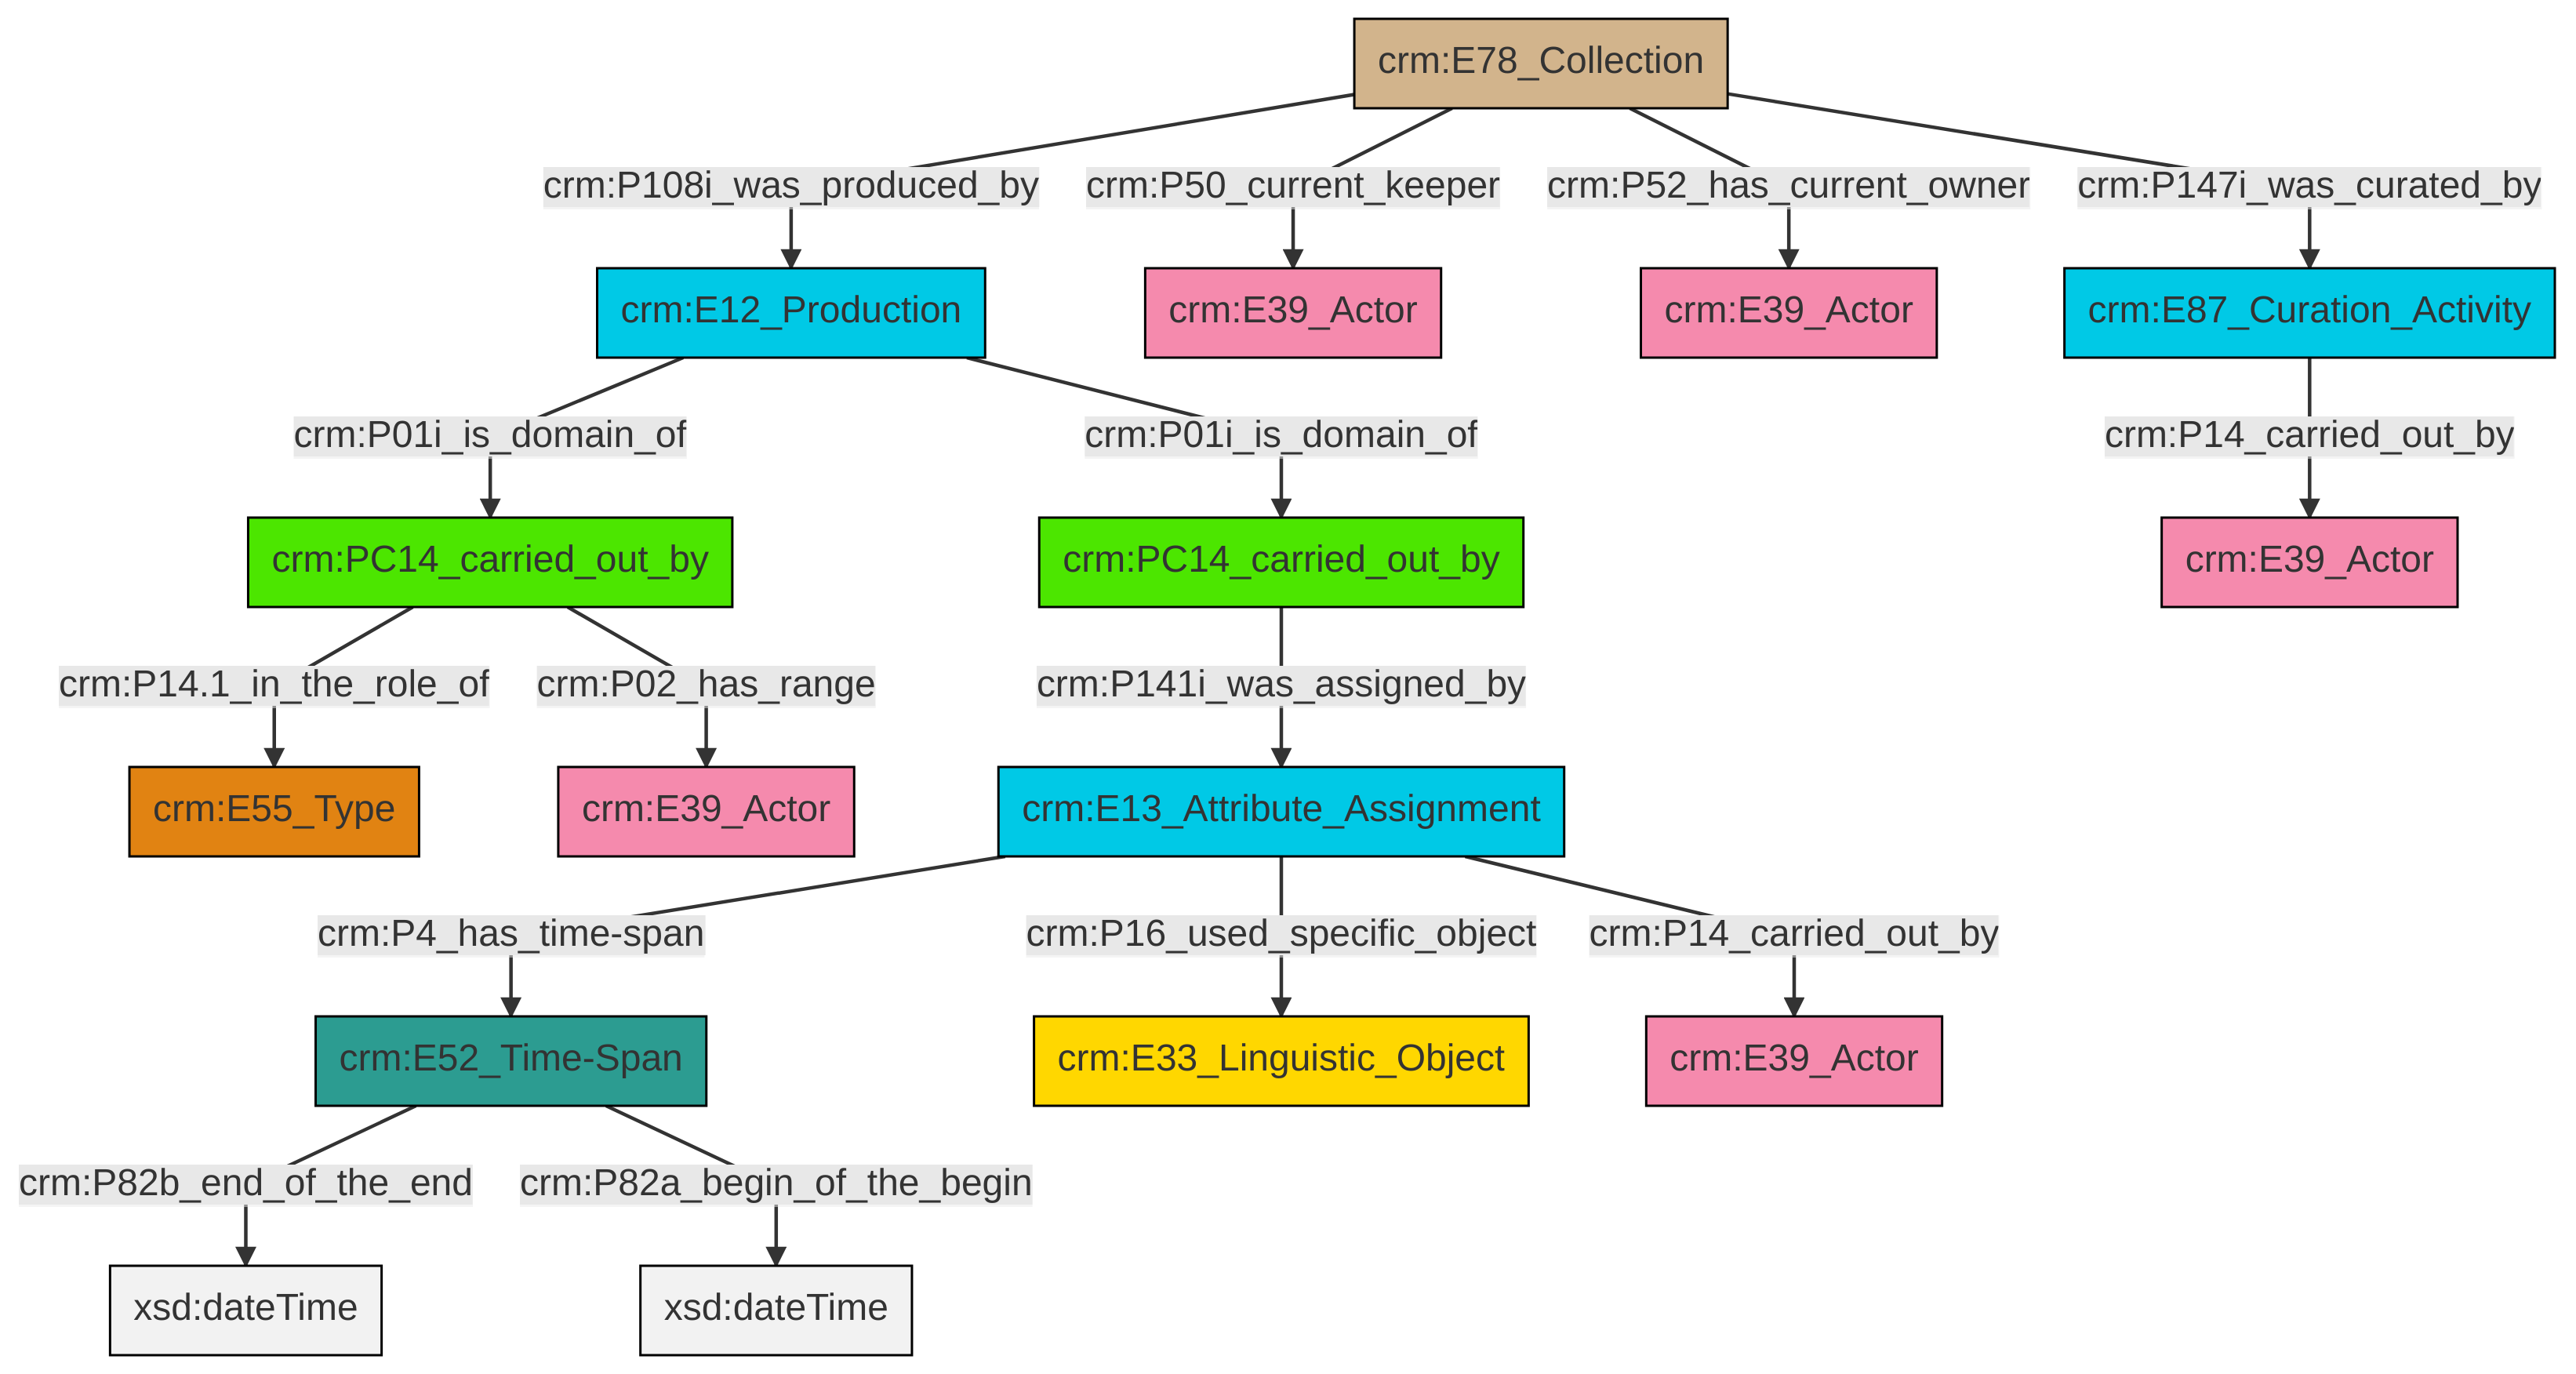 crm:E78_Collection
crm:P108i_was_produced_by
crm:P50_current_keeper
crm:P52_has_current_owner
crm:P147i_was_curated_by
crm:E12_Production
crm:E39_Actor
crm:E39_Actor
crm:E87_Curation_Activity
crm:P01i_is_domain_of
crm:P01i_is_domain_of
crm:P14_carried_out_by
crm:PC14_carried_out_by
crm:PC14_carried_out_by
crm:E39_Actor
crm:P14.1_in_the_role_of
crm:P02_has_range
crm:P141i_was_assigned_by
crm:E55_Type
crm:E39_Actor
crm:E13_Attribute_Assignment
crm:P4_has_time-span
crm:P16_used_specific_object
crm:P14_carried_out_by
crm:E52_Time-Span
crm:E33_Linguistic_Object
crm:E39_Actor
crm:P82b_end_of_the_end
crm:P82a_begin_of_the_begin
xsd:dateTime
xsd:dateTime